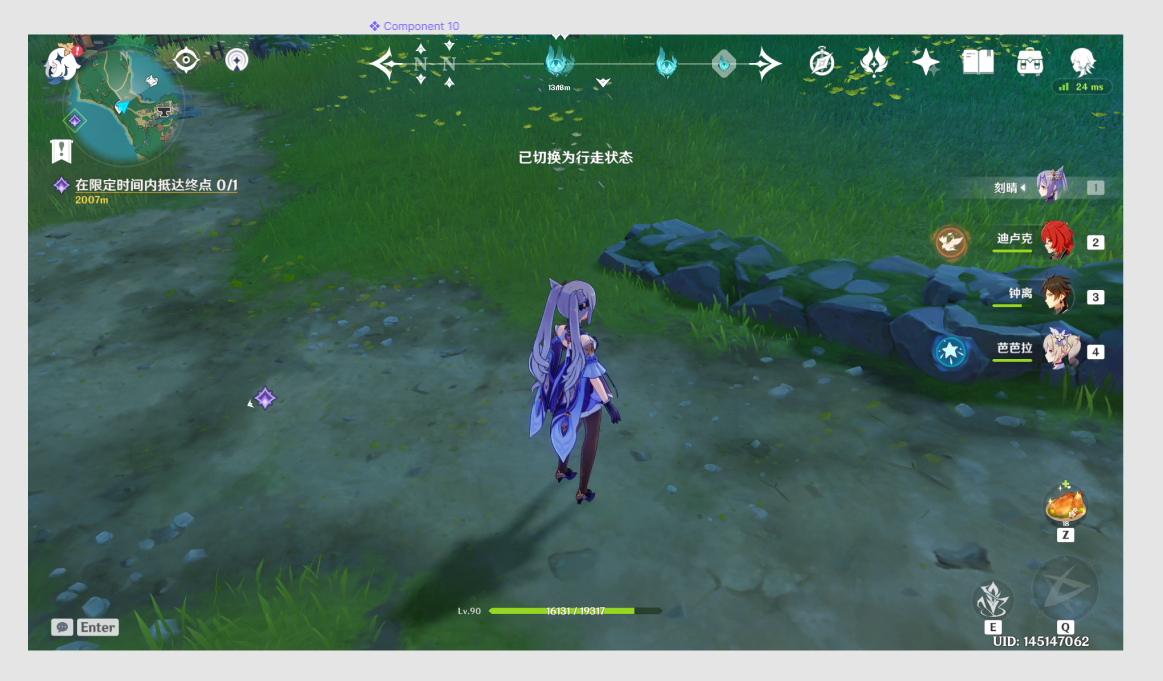 Component 10
N N
N
13/18m
24 ms
已切换为行走状态
在限定时间内抵达终点 0/1
2007m
刻晴
1
迪卢克
2
钟离
3
芭芭拉
4
18
Z
Lv.90
16131 / 19317
Enter
E
Q
UID: 145147062